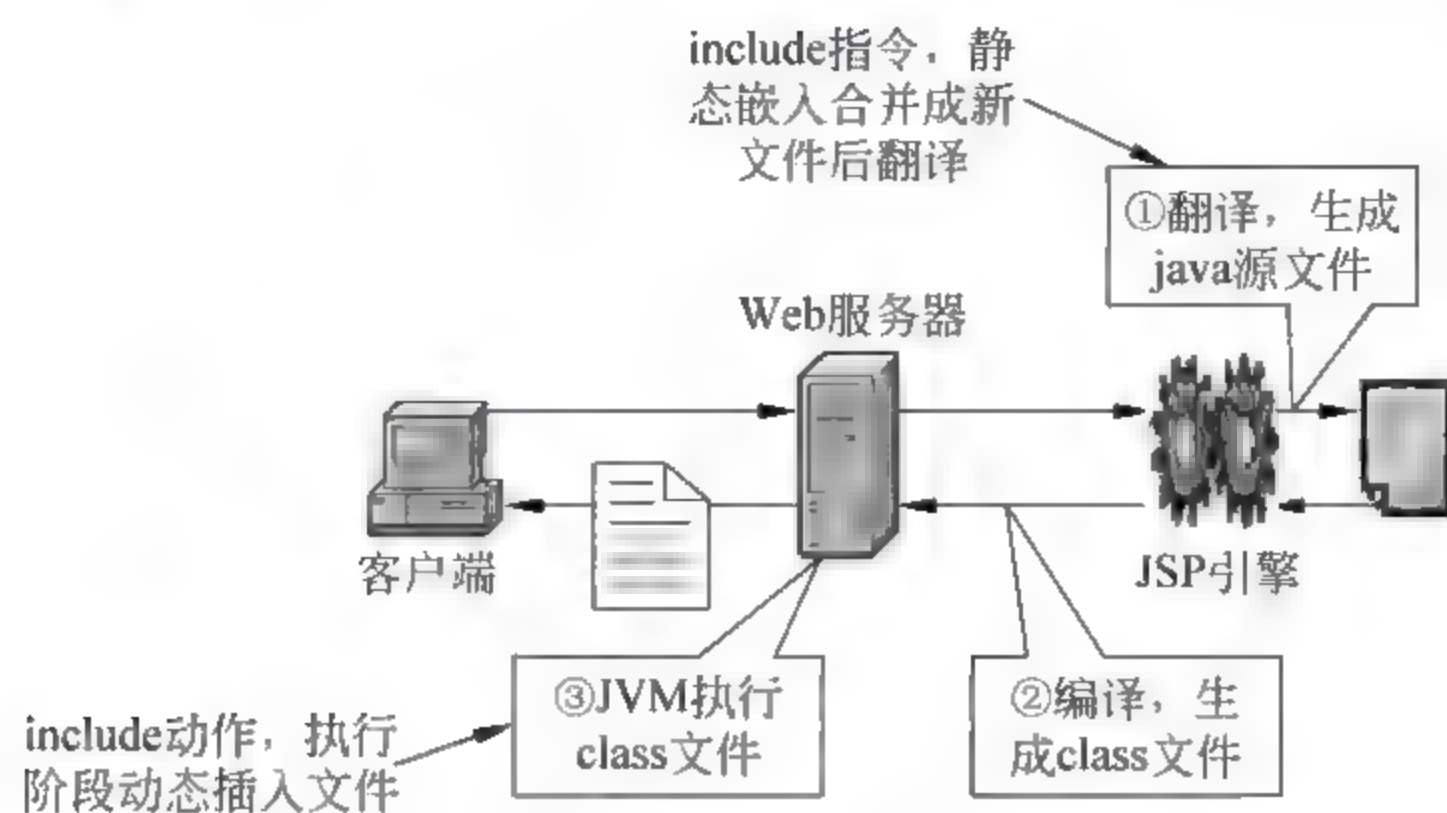 include指令，静
态嵌入合并成新
文件后翻译
①翻译，生成
java源文件
Web服务器
客户端
JSP引擎
③JVM执行
class文件
②编译，生
成class文件
include动作，执行
阶段动态插入文件